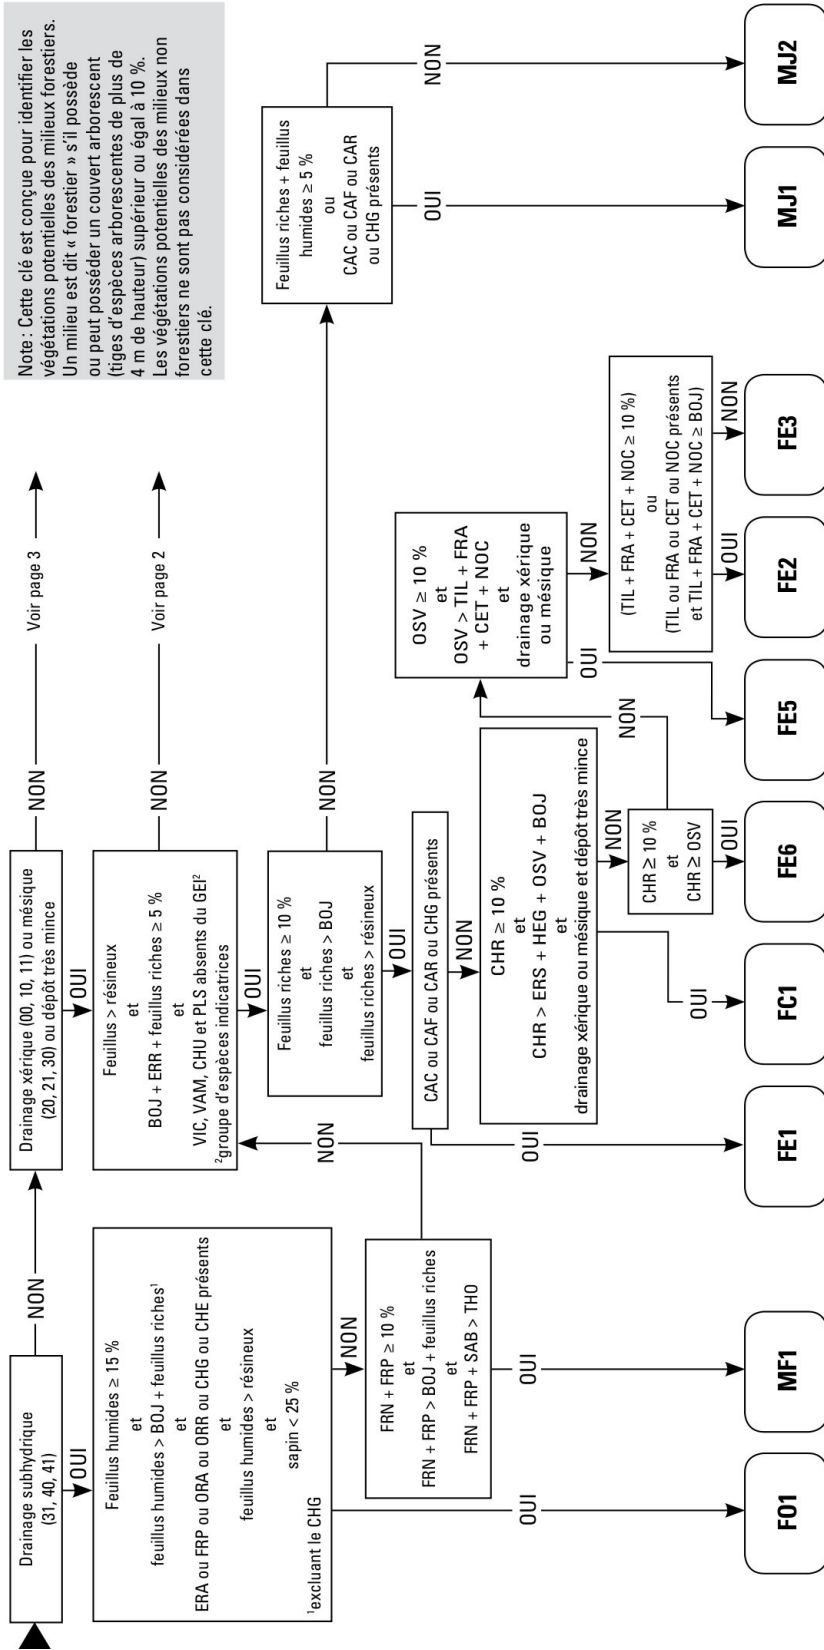 Note : Cette clé est conçue pour identifier les
végétations potentielles des milieux forestiers.
Un milieu est dit « forestier » s'il possède
ou peut posséder un couvert arborescent
(tiges d'espèces arborescentes de plus de
4 m de hauteur) supérieur ou égal à 10 %.
Les végétations potentielles des milieux non
forestiers ne sont pas considérées dans
cette clé.
Drainage subhydrique
(31, 40, 41)
NON
OUI
Drainage xérique (00, 10, 11) ou mésique
(20, 21, 30) ou dépôt très mince
NON
Voir page 3
OUI
Feuillus humides ≥ 15 %
et
feuillus humides > BOJ + feuillus riches¹
et
ERA ou FRP ou ORA ou ORR ou CHG ou CHE présents
et
feuillus humides > résineux
et
sapin < 25 %
¹excluant le CHG
NON
OUI
FRN + FRP ≥ 10 %
et
FRN + FRP > BOJ + feuillus riches
et
FRN + FRP + SAB > THO
NON
OUI
Feuillus > résineux
et
BOJ + ERR + feuillus riches ≥ 5 %
et
VIC, VAM, CHU et PLS absents du GEI²
²groupe d'espèces indicatrices
NON
Voir page 2
OUI
Feuillus riches ≥ 10 %
et
feuillus riches > BOJ
et
feuillus riches > résineux
NON
OUI
Feuillus riches + feuillus
humides ≥ 5 %
ou
CAC ou CAF ou CAR
ou CHG présents
NON
OUI
CAC ou CAF ou CAR ou CHG présents
NON
OUI
CHR ≥ 10 %
et
CHR > ERS + HEG + OSV + BOJ
et
drainage xérique ou mésique et dépôt très mince
NON
OUI
CHR ≥ 10 %
et
CHR ≥ OSV
NON
OUI
OSV ≥ 10 %
et
OSV > TIL + FRA
+ CET + NOC
et
drainage xérique
ou mésique
NON
OUI
(TIL + FRA + CET + NOC ≥ 10 %)
ou
(TIL ou FRA ou CET ou NOC présents
et TIL + FRA + CET + NOC ≥ BOJ)
NON
OUI
FO1
MF1
FE1
FC1
FE6
FE5
FE2
FE3
MJ1
MJ2